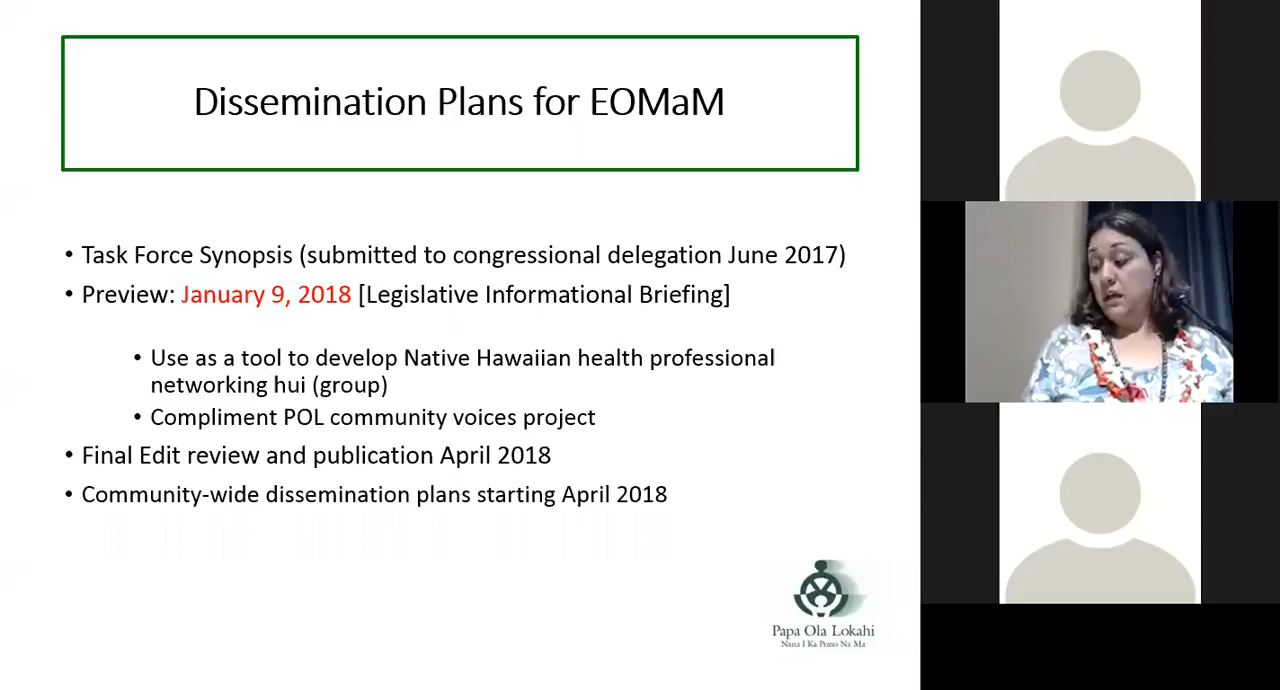 Dissemination Plans for EOMaM
• Task Force Synopsis (submitted to congressional delegation June 2017)
• Preview: January 9, 2018 [Legislative Informational Briefing]
• Use as a tool to develop Native Hawaiian health professional
networking hui (group)
• Compliment POL community voices project
• Final Edit review and publication April 2018
• Community-wide dissemination plans starting April 2018
Papa Ola Lokahi
Nana I Ka Pono Na Ma